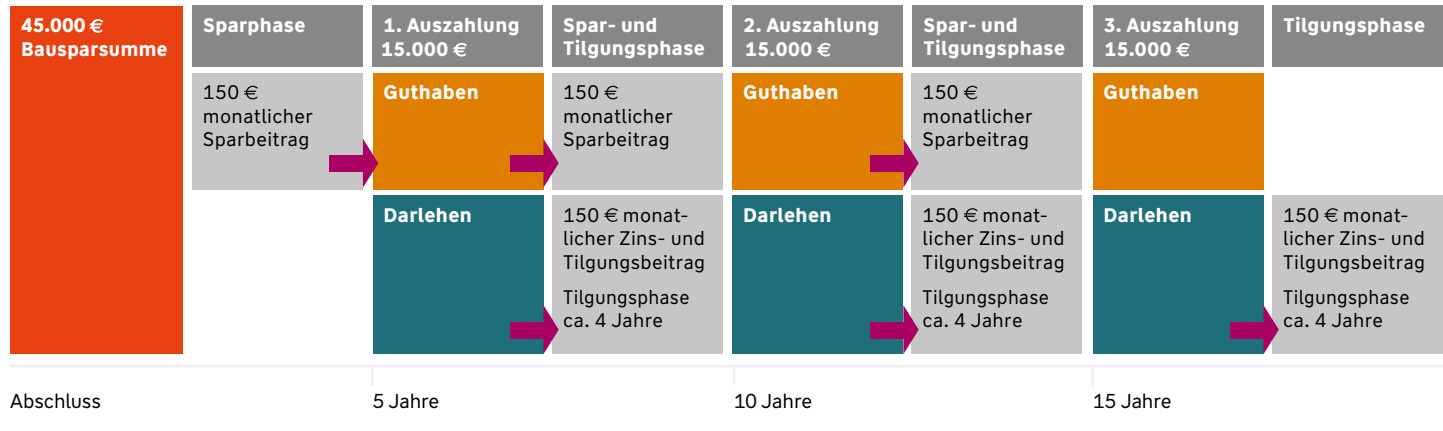 45.000 €
Bausparsumme
Sparphase
1. Auszahlung
15.000 €
Spar- und
Tilgungsphase
2. Auszahlung
15.000 €
Spar- und
Tilgungsphase
3. Auszahlung
15.000 €
Tilgungsphase
150 €
monatlicher
Sparbeitrag
Guthaben
150 €
monatlicher
Sparbeitrag
Guthaben
150 €
monatlicher
Sparbeitrag
Guthaben
Darlehen
150 € monat-
licher Zins- und
Tilgungsbeitrag
Tilgungsphase
ca. 4 Jahre
Darlehen
150 € monat-
licher Zins- und
Tilgungsbeitrag
Tilgungsphase
ca. 4 Jahre
Darlehen
150 € monat-
licher Zins- und
Tilgungsbeitrag
Tilgungsphase
ca. 4 Jahre
Abschluss
5 Jahre
10 Jahre
15 Jahre